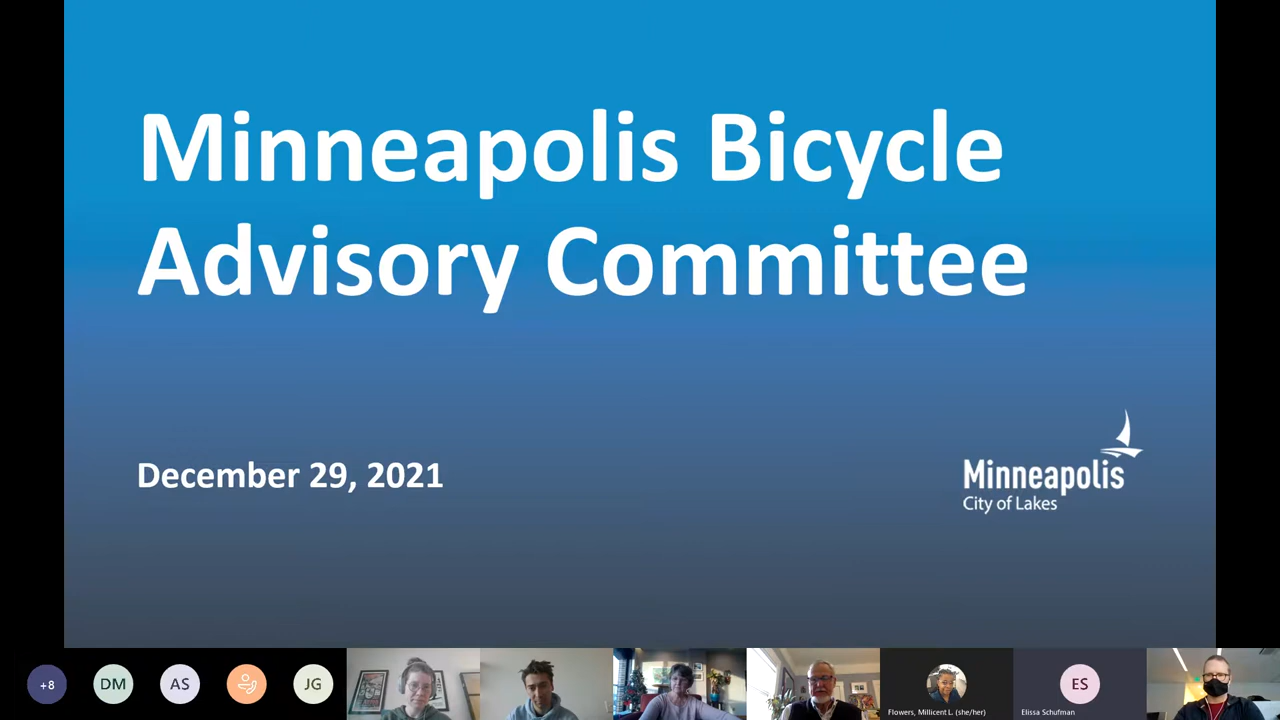 Minneapolis Bicycle
Advisory Committee
December 29, 2021
Minneapolis
City of Lakes
+8
DM
AS
JG
Flowers, Millicent L. (she/her)
ES
Elissa Schufman